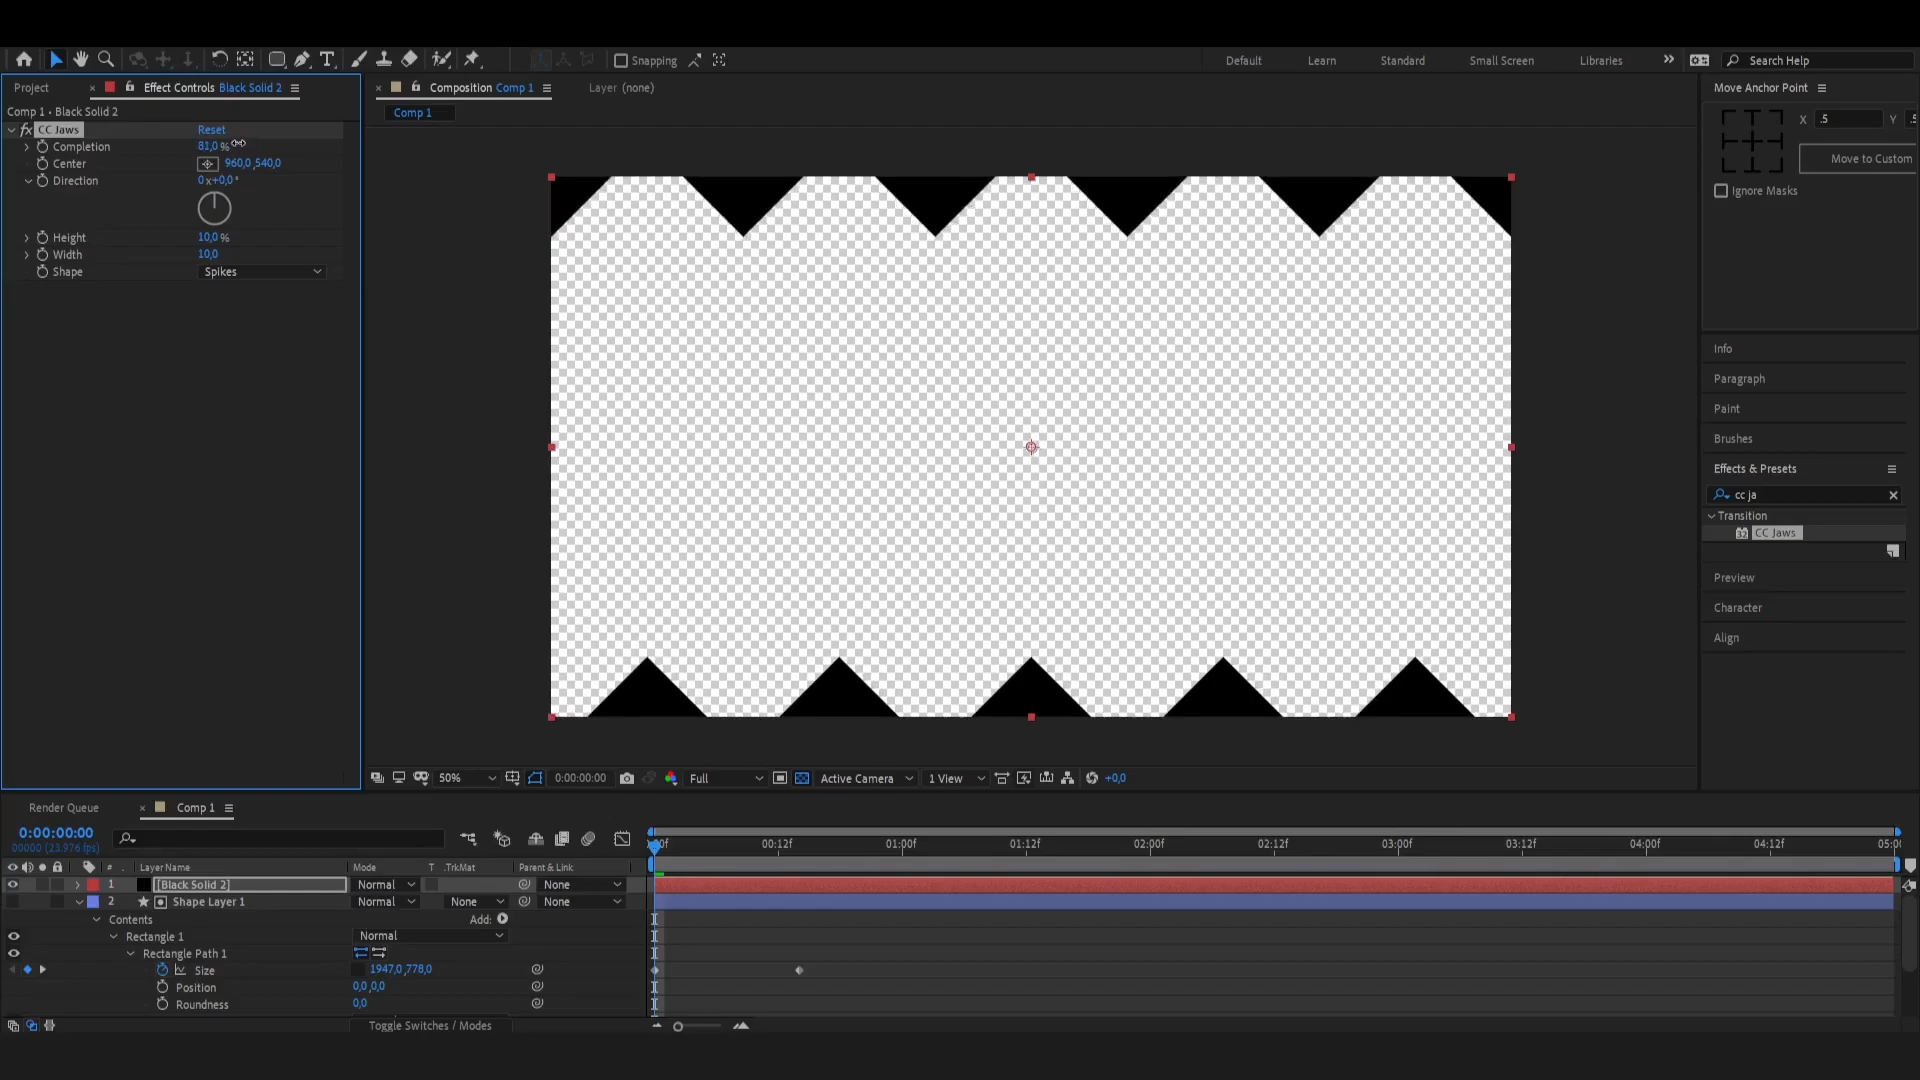 Snapping
Default
Learn
Standard
Small Screen
Libraries
Search Help
Project
Effect Controls Black Solid 2
Composition Comp 1
Layer (none)
Move Anchor Point
Comp 1 • Black Solid 2
Comp 1
X .5 Y .5
fx CC Jaws Reset
Completion 81,0 %
Center 960,0 ,540,0
Direction 0 x +0,0 °
Move to Custom
Ignore Masks
Height 10,0 %
Width 10,0
Shape Spikes
Info
Paragraph
Paint
Brushes
Effects & Presets
cc ja
Transition
32 CC Jaws
Preview
Character
Align
50% 0:00:00:00 Full Active Camera 1 View +0,0
Render Queue
Comp 1
0:00:00:00
00000 (23.976 fps)
00:12f 01:00f 01:12f 02:00f 02:12f 03:00f 03:12f 04:00f 04:12f
# Layer Name Mode T .TrkMat Parent & Link
1 [Black Solid 2] Normal None
2 Shape Layer 1 Normal None None
Contents Add:
Rectangle 1 Normal
Rectangle Path 1
Size 1947,0 ,778,0
Position 0,0 ,0,0
Roundness 0,0
Toggle Switches / Modes